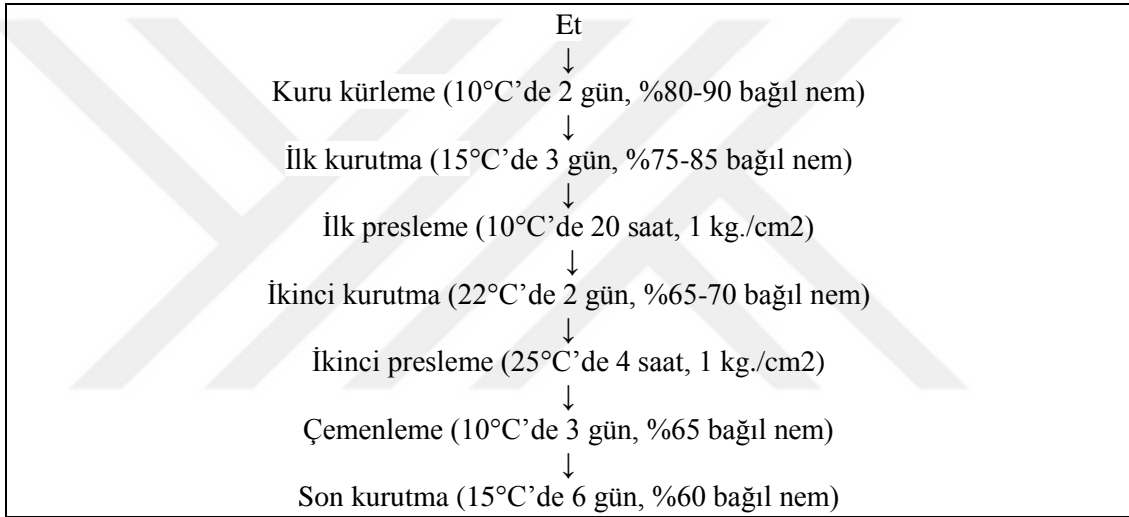 Et
↓
Kuru kürleme (10°C’de 2 gün, %80-90 bağıl nem)
↓
İlk kurutma (15°C’de 3 gün, %75-85 bağıl nem)
↓
İlk presleme (10°C’de 20 saat, 1 kg./cm2)
↓
İkinci kurutma (22°C’de 2 gün, %65-70 bağıl nem)
↓
İkinci presleme (25°C’de 4 saat, 1 kg./cm2)
↓
Çemenleme (10°C’de 3 gün, %65 bağıl nem)
↓
Son kurutma (15°C’de 6 gün, %60 bağıl nem)